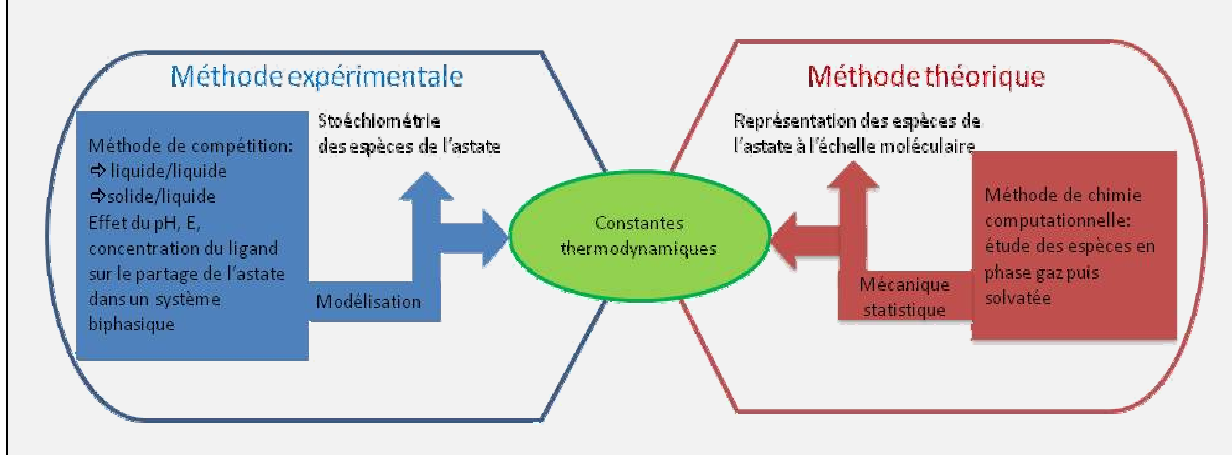 Méthode expérimentale
Méthode de compétition:
⇒ liquide/liquide
⇒solide/liquide
Effet du pH, E,
concentration du ligand
sur le partage de l'astate
dans un système
biphasique
Stoéchiométrie
des espèces de l'astate
Modélisation
Constantes
thermodynamiques
Méthode théorique
Représentation des espèces de
l'astate à l'échelle moléculaire
Mécanique
statistique
Méthode de chimie
computationnelle:
étude des espèces en
phase gaz puis
solvatée